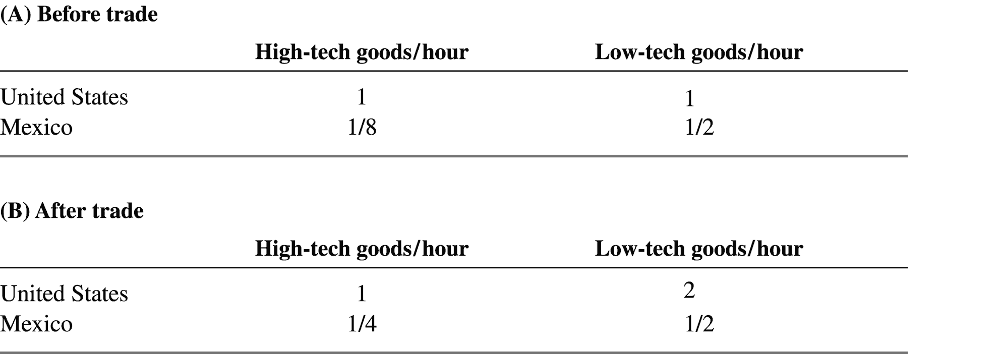 (A) Before trade
High-tech goods/hour Low-tech goods/hour
United States 1 1
Mexico 1/8 1/2
(B) After trade
High-tech goods/hour Low-tech goods/hour
United States 1 2
Mexico 1/4 1/2